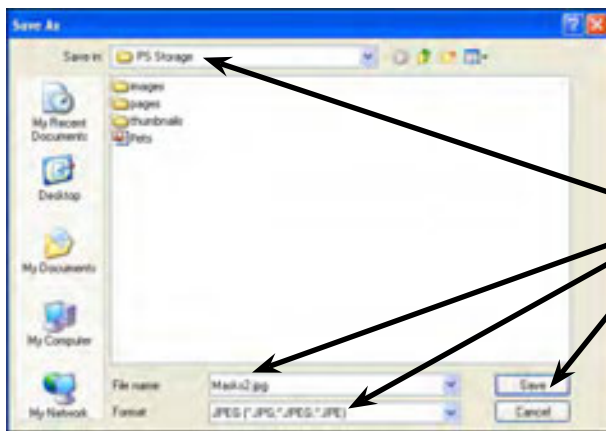 Save As
Save in: PS Storage
images
pages
thumbnails
Pets
My Recent
Documents
Desktop
My Documents
My Computer
My Network
File name: Masks2.jpg
Save
Format: JPEG (*.JPG;*.JPEG;*.JPE)
Cancel